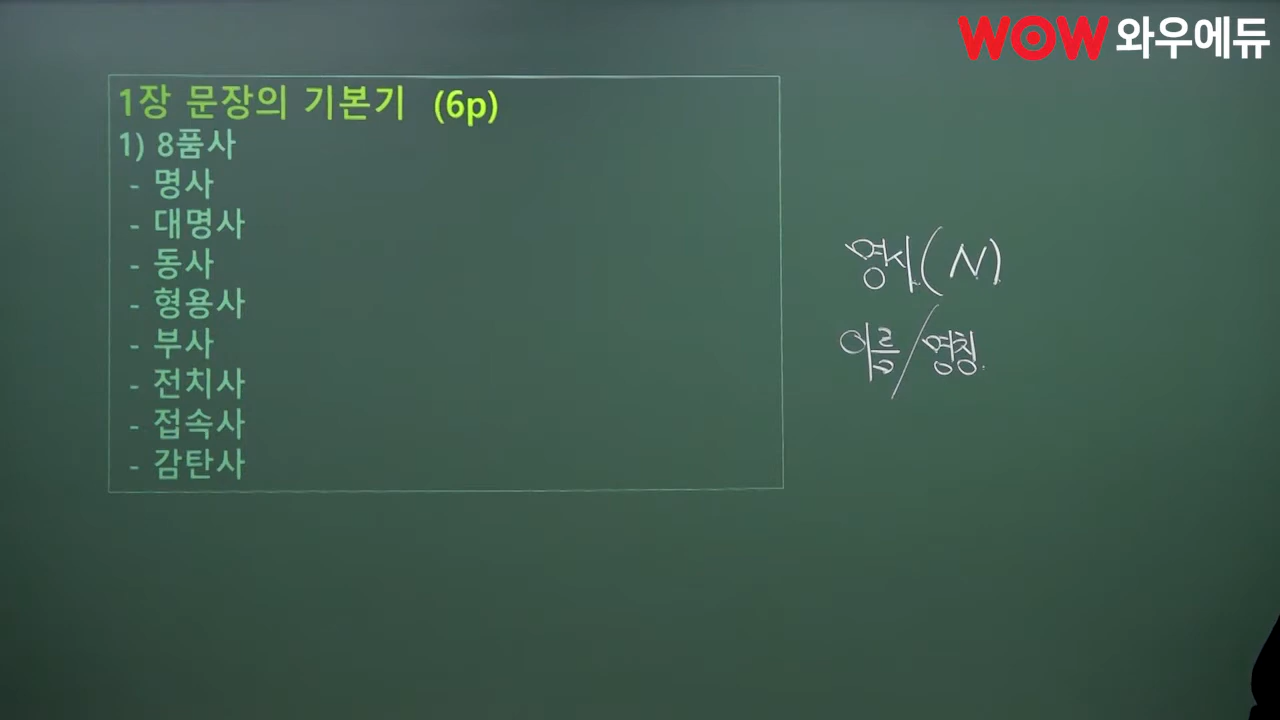 WOW 와우에듀
1장 문장의 기본기 (6p)
1) 8품사
- 명사
- 대명사
- 동사
- 형용사
- 부사
- 전치사
- 접속사
- 감탄사
명사(N)
이름/명칭